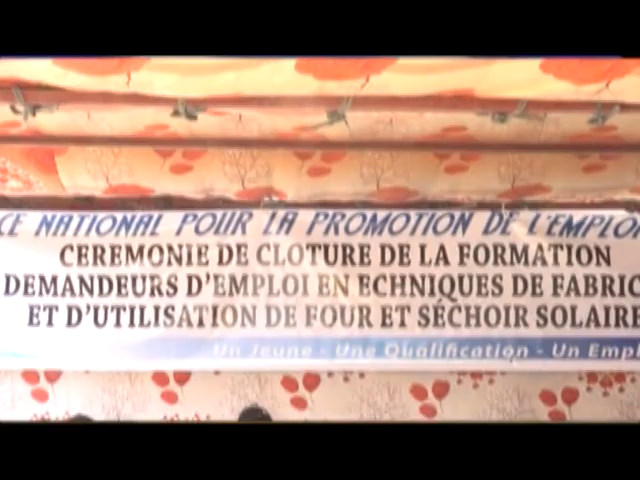 CE NATIONAL POUR LA PROMOTION DE L'EMPLOI
CEREMONIE DE CLOTURE DE LA FORMATION
DEMANDEURS D'EMPLOI EN ECHNIQUES DE FABRIC
ET D'UTILISATION DE FOUR ET SÉCHOIR SOLAIRE
Un Jeune - Une Qualification - Un Empl